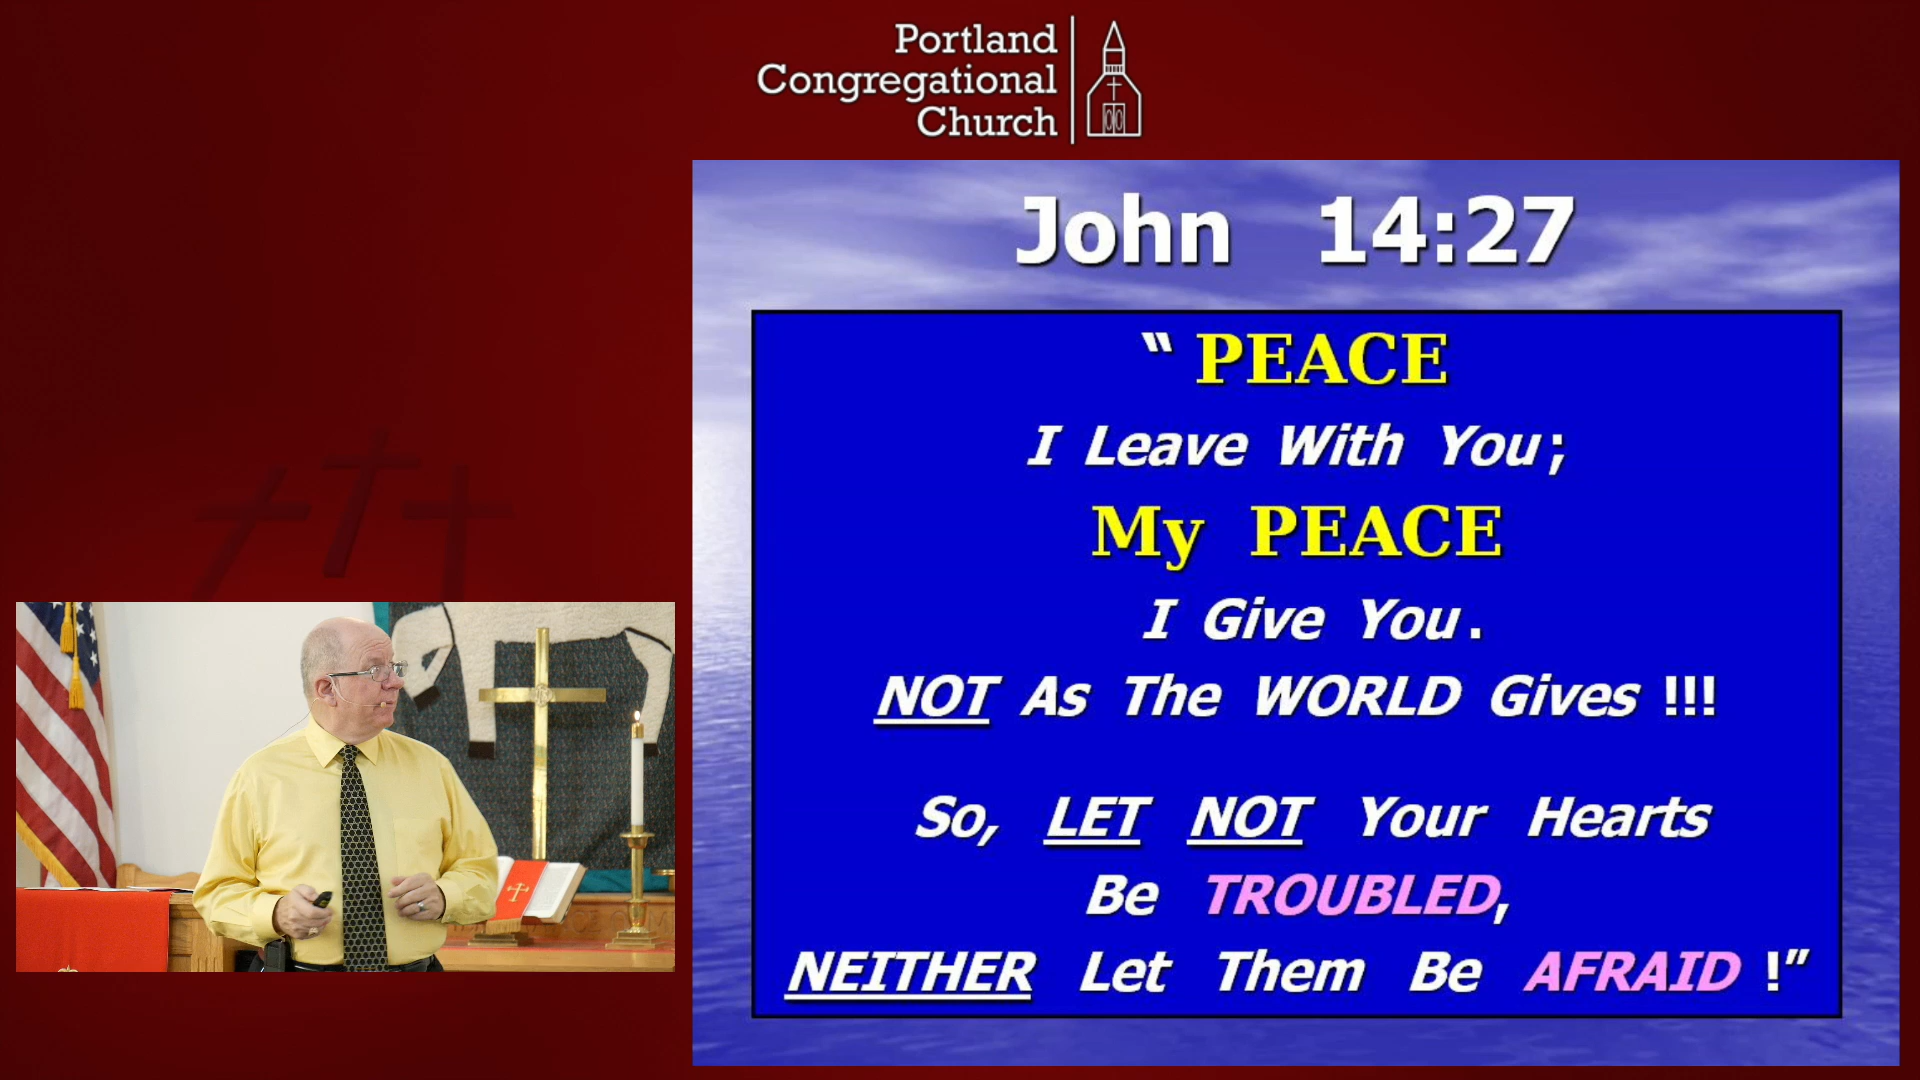 Portland
Congregational
Church
John 14:27
“ PEACE
I Leave With You;
My PEACE
I Give You.
NOT As The WORLD Gives !!!
So, LET NOT Your Hearts
Be TROUBLED,
NEITHER Let Them Be AFRAID !”